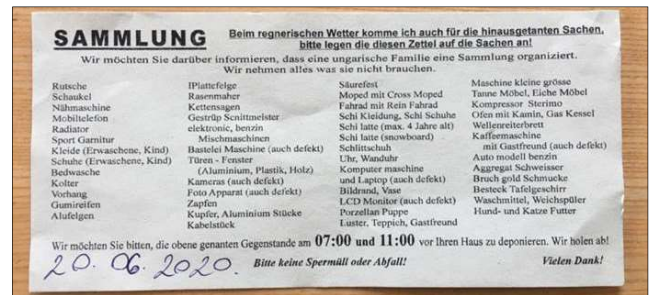 SAMMLUNG
Beim regnerischen Wetter komme ich auch für die hinausgetanten Sachen,
bitte legen die diesen Zettel auf die Sachen an!
Wir möchten Sie darüber informieren, dass eine ungarische Familie eine Sammlung organiziert.
Wir nehmen alles was sie nicht brauchen.
Rutsche
Schaukel
Nähmaschine
Mobiltelefon
Radiator
Sport Garnitur
Kleide (Erwaschene, Kind)
Schuhe (Erwaschene, Kind)
Bedwasche
Kolter
Vorhang
Gumireifen
Alufelgen
IPlattefelge
Rasenmaher
Kettensagen
Gestrüp Scnittmeister
elektronic, benzin
Mischmaschinen
Bastelei Maschine (auch defekt)
Türen - Fenster
(Aluminium, Plastik, Holz)
Kameras (auch defekt)
Foto Apparat (auch defekt)
Zapfen
Kupfer, Aluminium Stücke
Kabelstück
Säurefest
Moped mit Cross Moped
Fahrad mit Rein Fahrad
Schi Kleidung, Schi Schuhe
Schi latte (max. 4 Jahre alt)
Schi latte (snowboard)
Schlittschuh
Uhr, Wanduhr
Komputer maschine
und Laptop (auch defekt)
Bildrand, Vase
LCD Monitor (auch defekt)
Porzellan Puppe
Luster, Teppich, Gastfreund
Maschine kleine grösse
Tanne Möbel, Eiche Möbel
Kompressor Sterimo
Ofen mit Kamin, Gas Kessel
Wellenreiterbrett
Kaffeemaschine
mit Gastfreund (auch defekt)
Auto modell benzin
Aggregat Schweisser
Bruch gold Schmucke
Besteck Tafelgeschirr
Waschmittel, Weichspüler
Hund- und Katze Futter
Wir möchten Sie bitten, die obene genanten Gegenstande am 07:00 und 11:00 vor Ihren Haus zu deponieren. Wir holen ab!
20. 06. 2020. Bitte keine Spermüll oder Abfall! Vielen Dank!